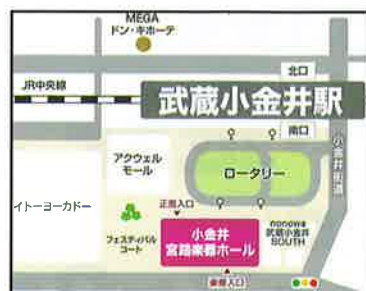 MEGA
ドン・キホーテ
北口
JR中央線
武蔵小金井駅
南口
小金井街道
アクウェル
モール
ロータリー
イトーヨーカドー
正面入口
小金井
宮地楽器ホール
フェスティバル
コート
nonowa
武蔵小金井
SOUTH
東側入口